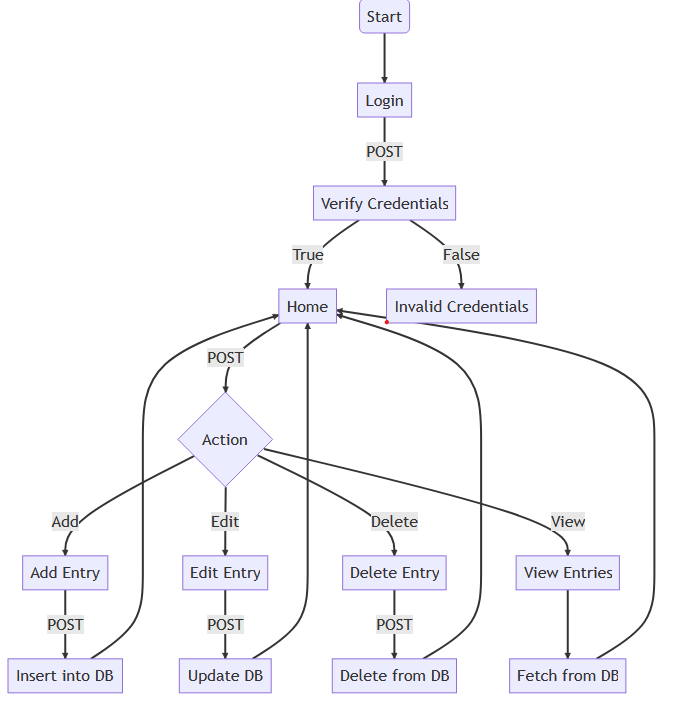 Start
Login
POST
Verify Credentials
True
False
Home
Invalid Credentials
POST
Action
Add
Edit
Delete
View
Add Entry
Edit Entry
Delete Entry
View Entries
POST
POST
POST
Insert into DB
Update DB
Delete from DB
Fetch from DB